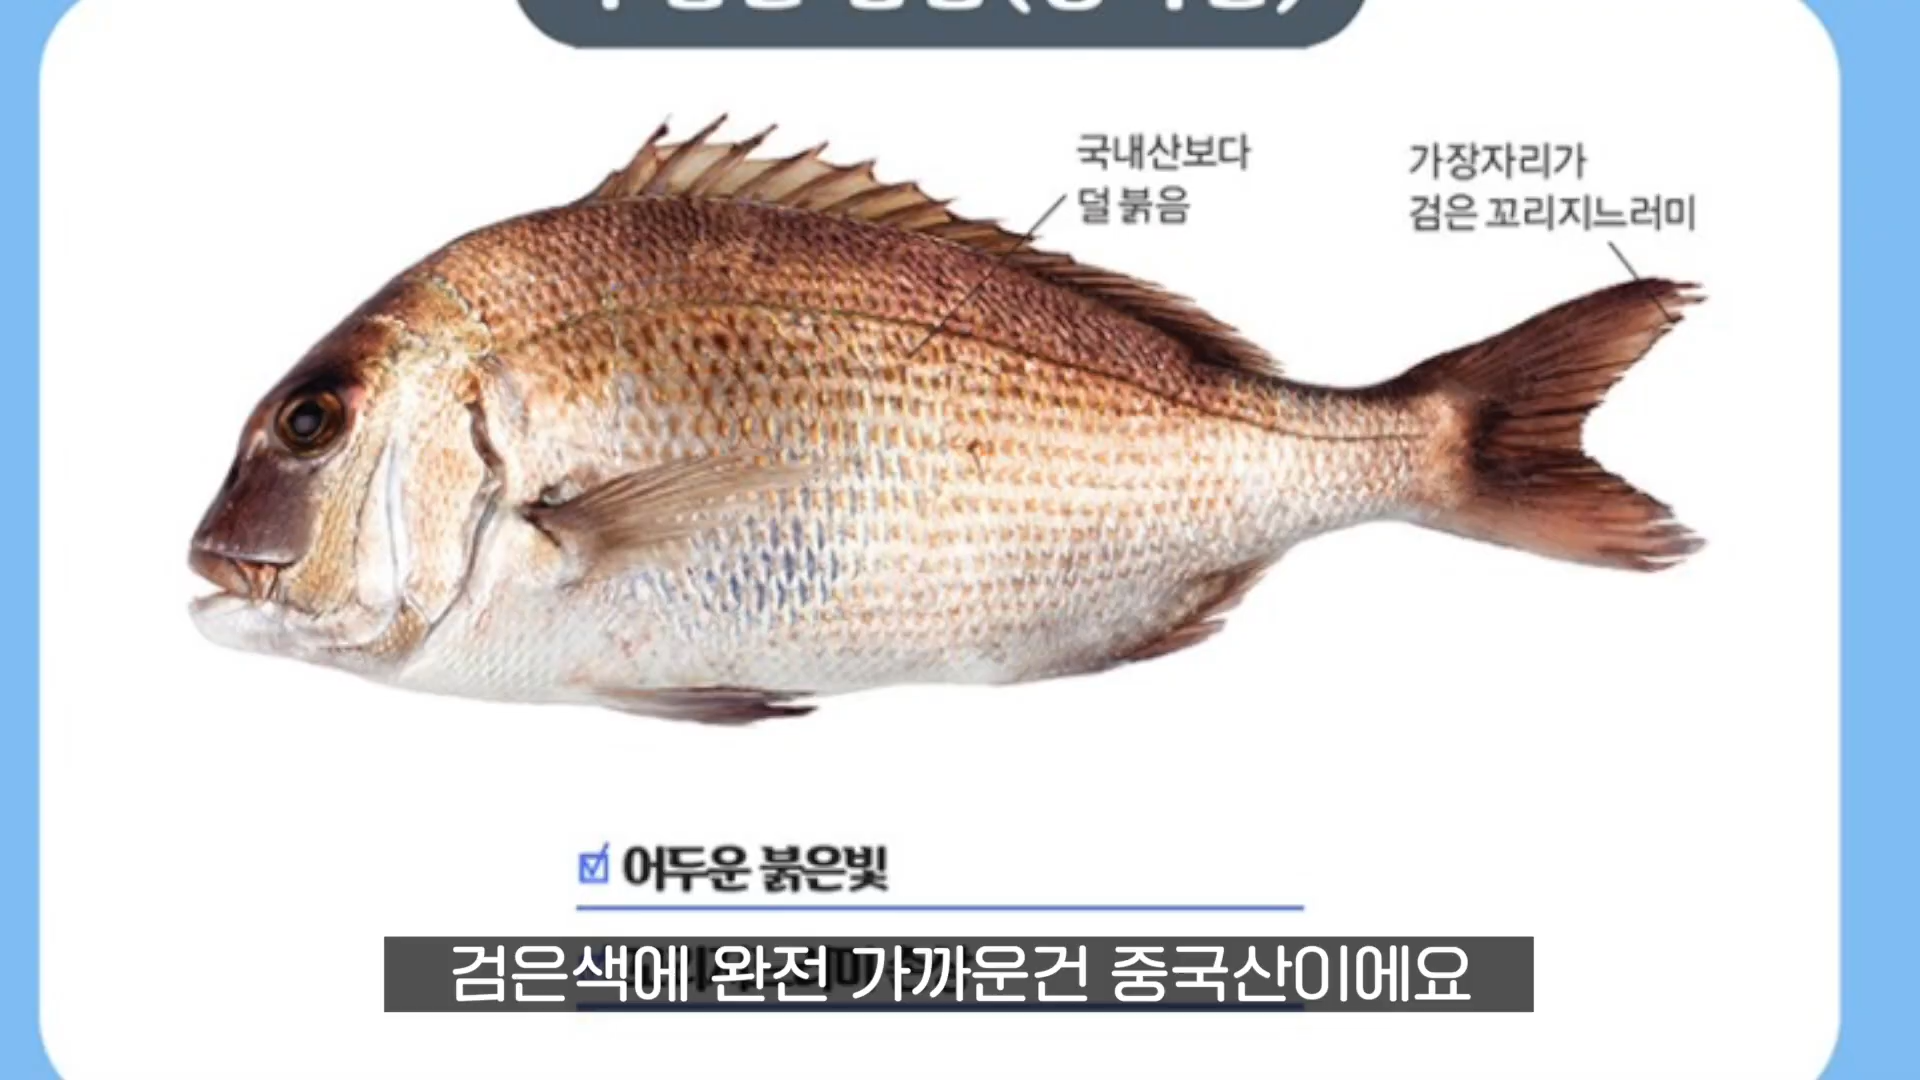 국내산보다
덜 붉음
가장자리가
검은 꼬리지느러미
어두운 붉은빛
검은색에 완전 가까운건 중국산이에요